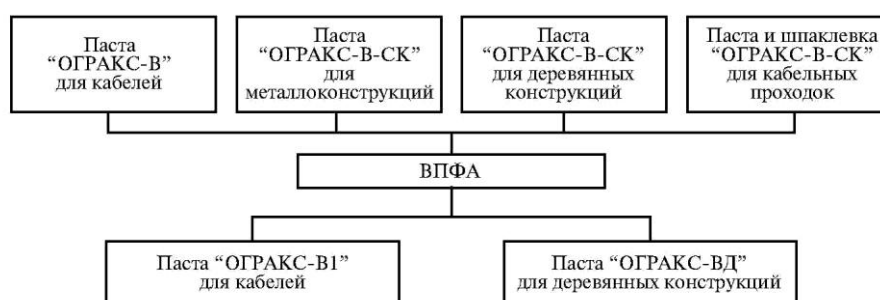 Паста
“ОГРАКС-В”
для кабелей
Паста
“ОГРАКС-В-СК”
для
металлоконструкций
Паста
“ОГРАКС-В-СК”
для деревянных
конструкций
Паста и шпаклевка
“ОГРАКС-В-СК”
для кабельных
проходок
ВПФА
Паста “ОГРАКС-В1”
для кабелей
Паста “ОГРАКС-ВД”
для деревянных конструкций